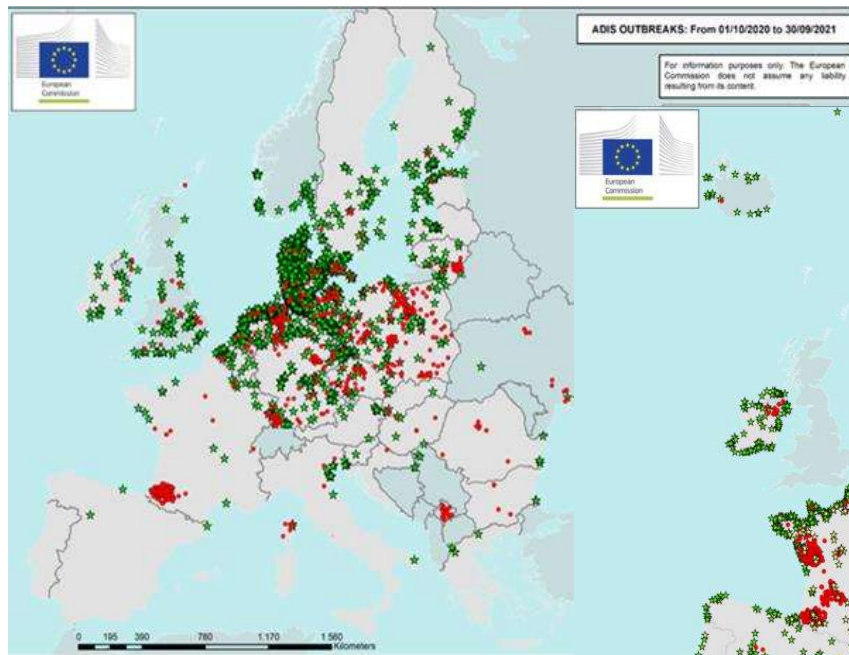 European
Commission
ADIS OUTBREAKS: From 01/10/2020 to 30/09/2021
For information purposes only. The European
Commission does not assume any liability
resulting from its content.
European
Commission
0 195 390 780 1.170 1.560
Kilometers